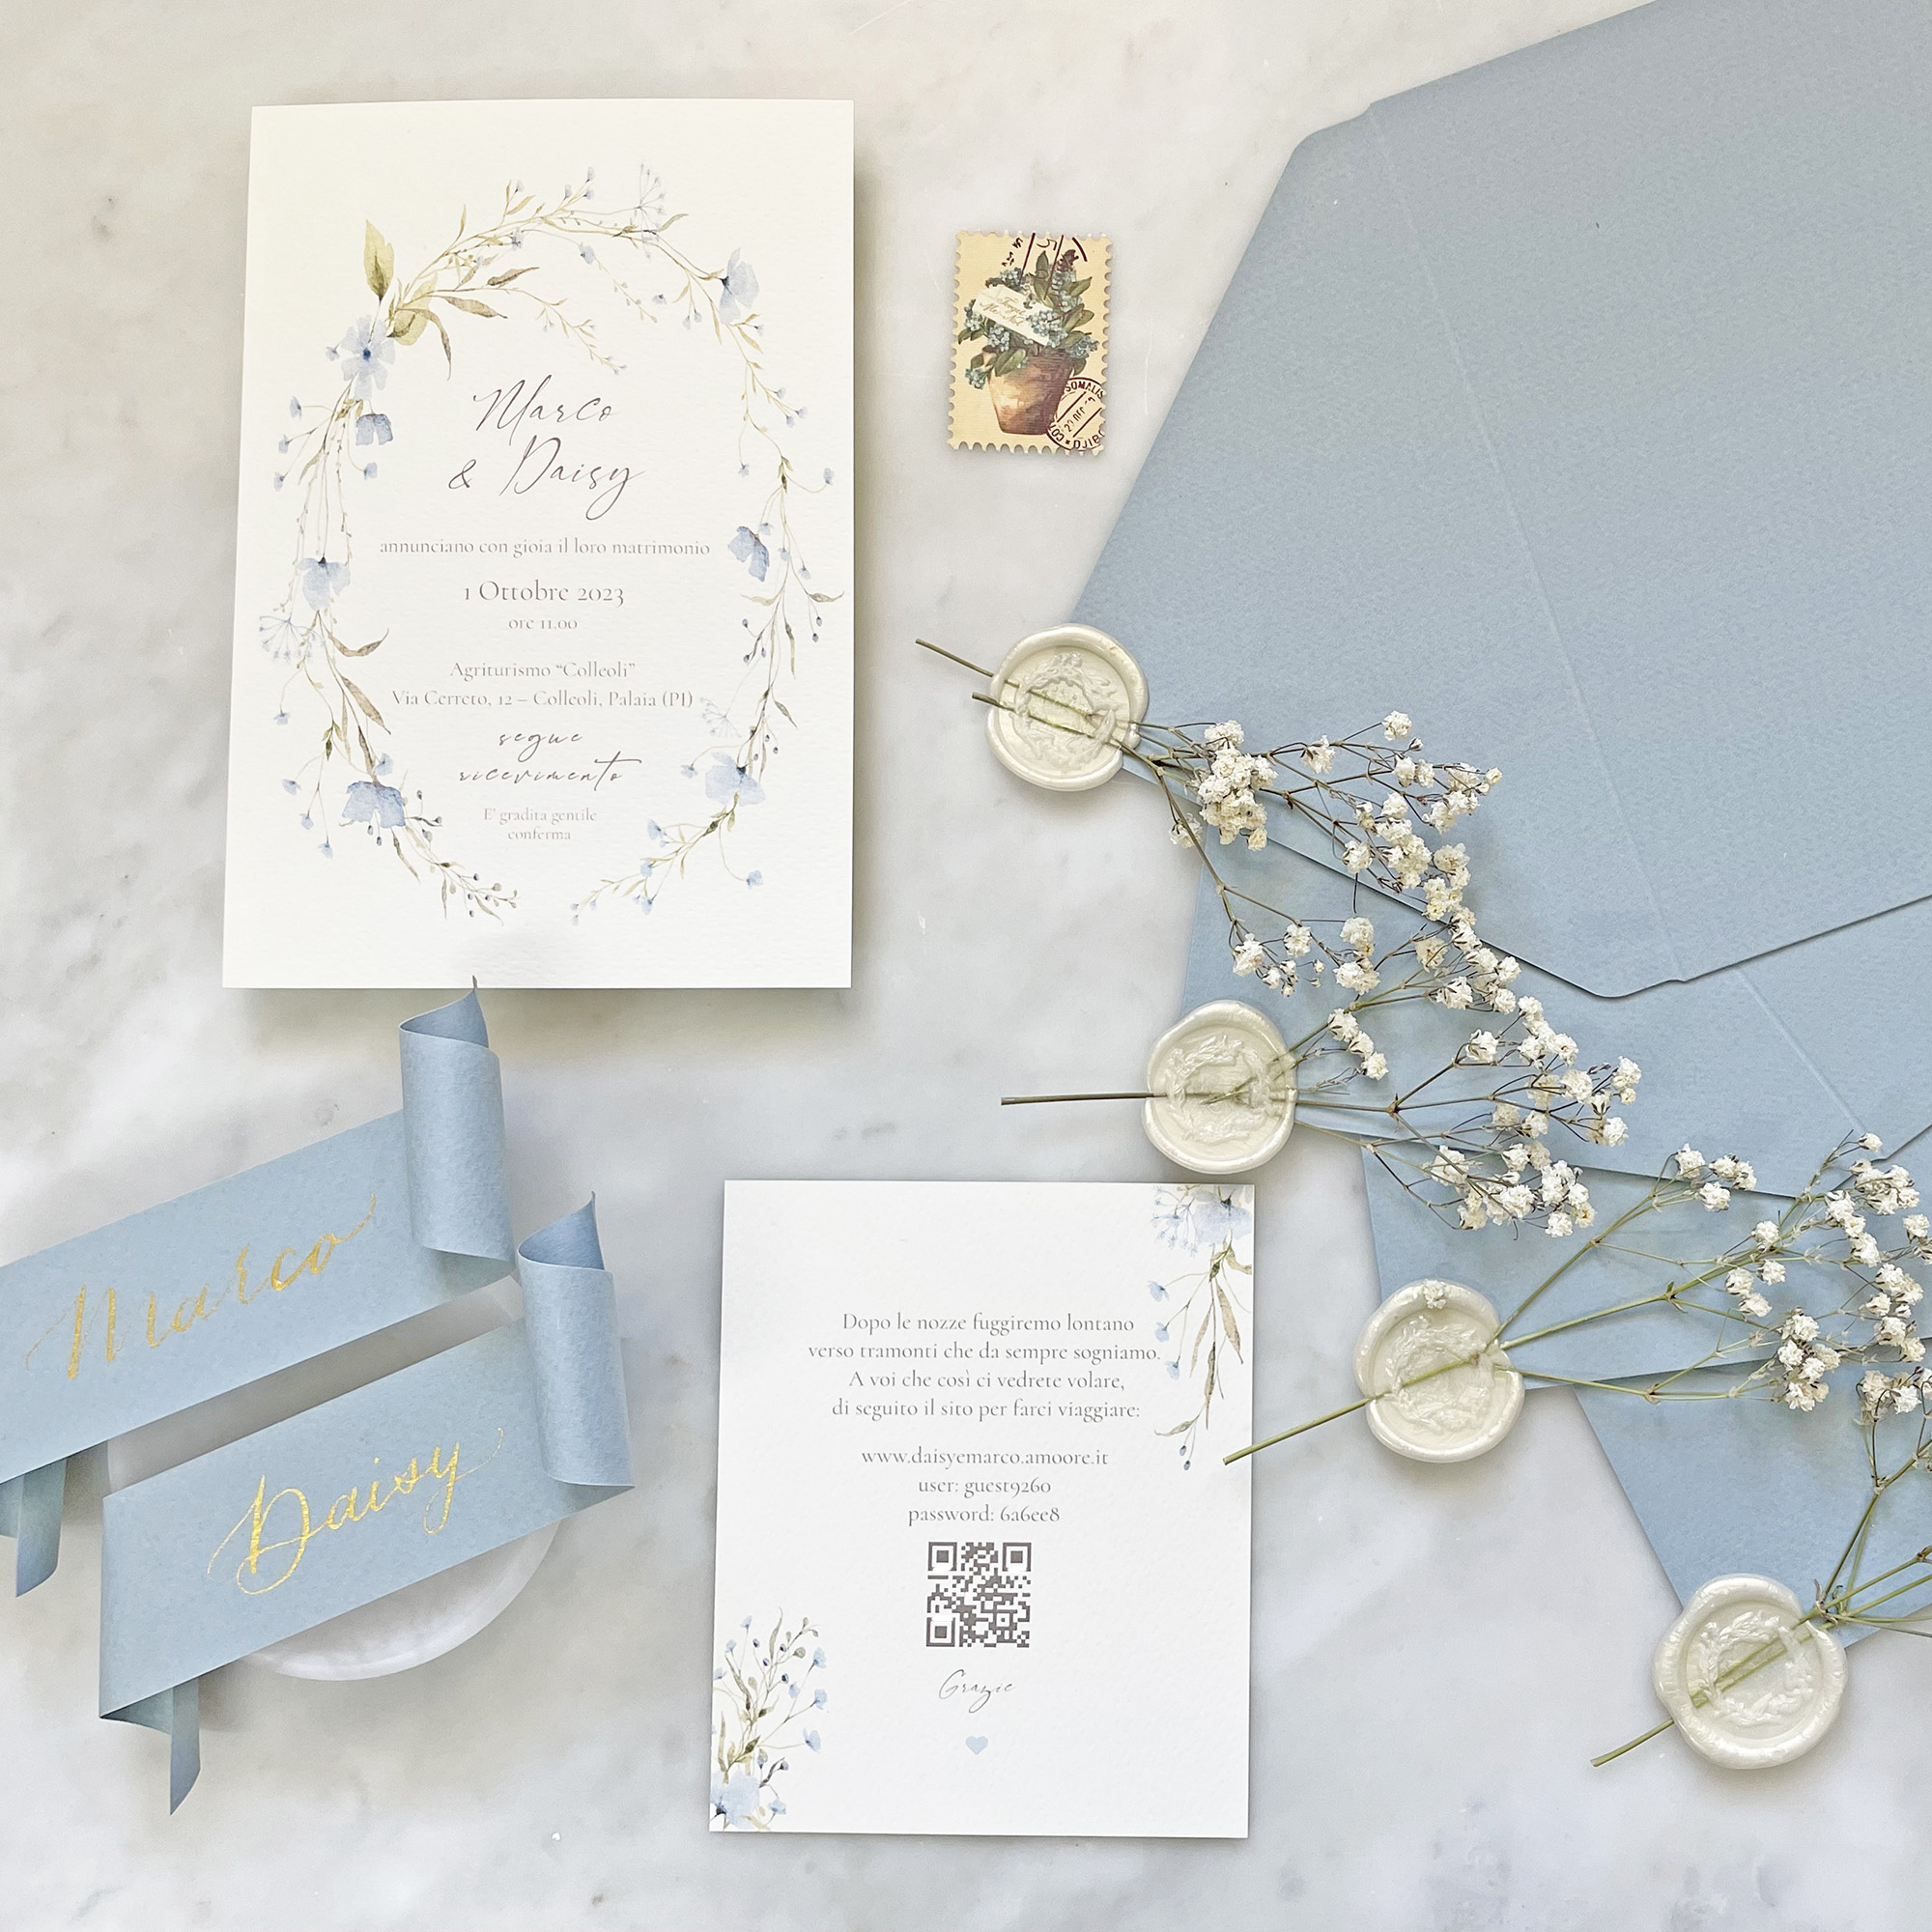 Marco
& Daisy
annunciano con gioia il loro matrimonio
1 Ottobre 2023
ore 11.00
Agriturismo “Colleoli”
Via Cerreto, 12 – Colleoli, Palaia (PI)
segue
ricevimento
E' gradita gentile
conferma
Marco
Daisy
Dopo le nozze fuggiremo lontano
verso tramonti che da sempre sogniamo.
A voi che così ci vedrete volare,
di seguito il sito per farci viaggiare:
www.daisyemarco.amoore.it
user: guest9260
password: 6a6ee8
Grazie